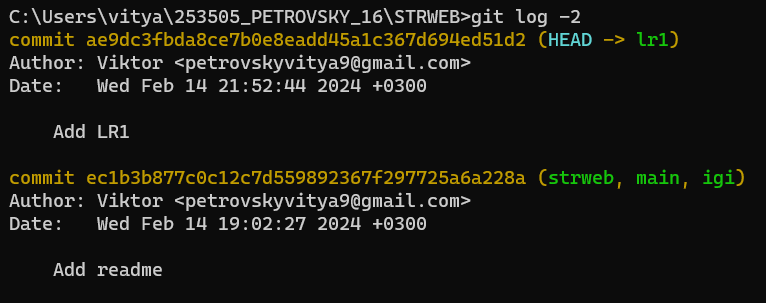 C:\Users\vitya\253505_PETROVSKY_16\STRWEB>git log -2
commit ae9dc3fbda8ce7b0e8eadd45a1c367d694ed51d2 (HEAD -> lr1)
Author: Viktor <petrovskyvitya9@gmail.com>
Date:   Wed Feb 14 21:52:44 2024 +0300
    Add LR1
commit ec1b3b877c0c12c7d559892367f297725a6a228a (strweb, main, igi)
Author: Viktor <petrovskyvitya9@gmail.com>
Date:   Wed Feb 14 19:02:27 2024 +0300
    Add readme